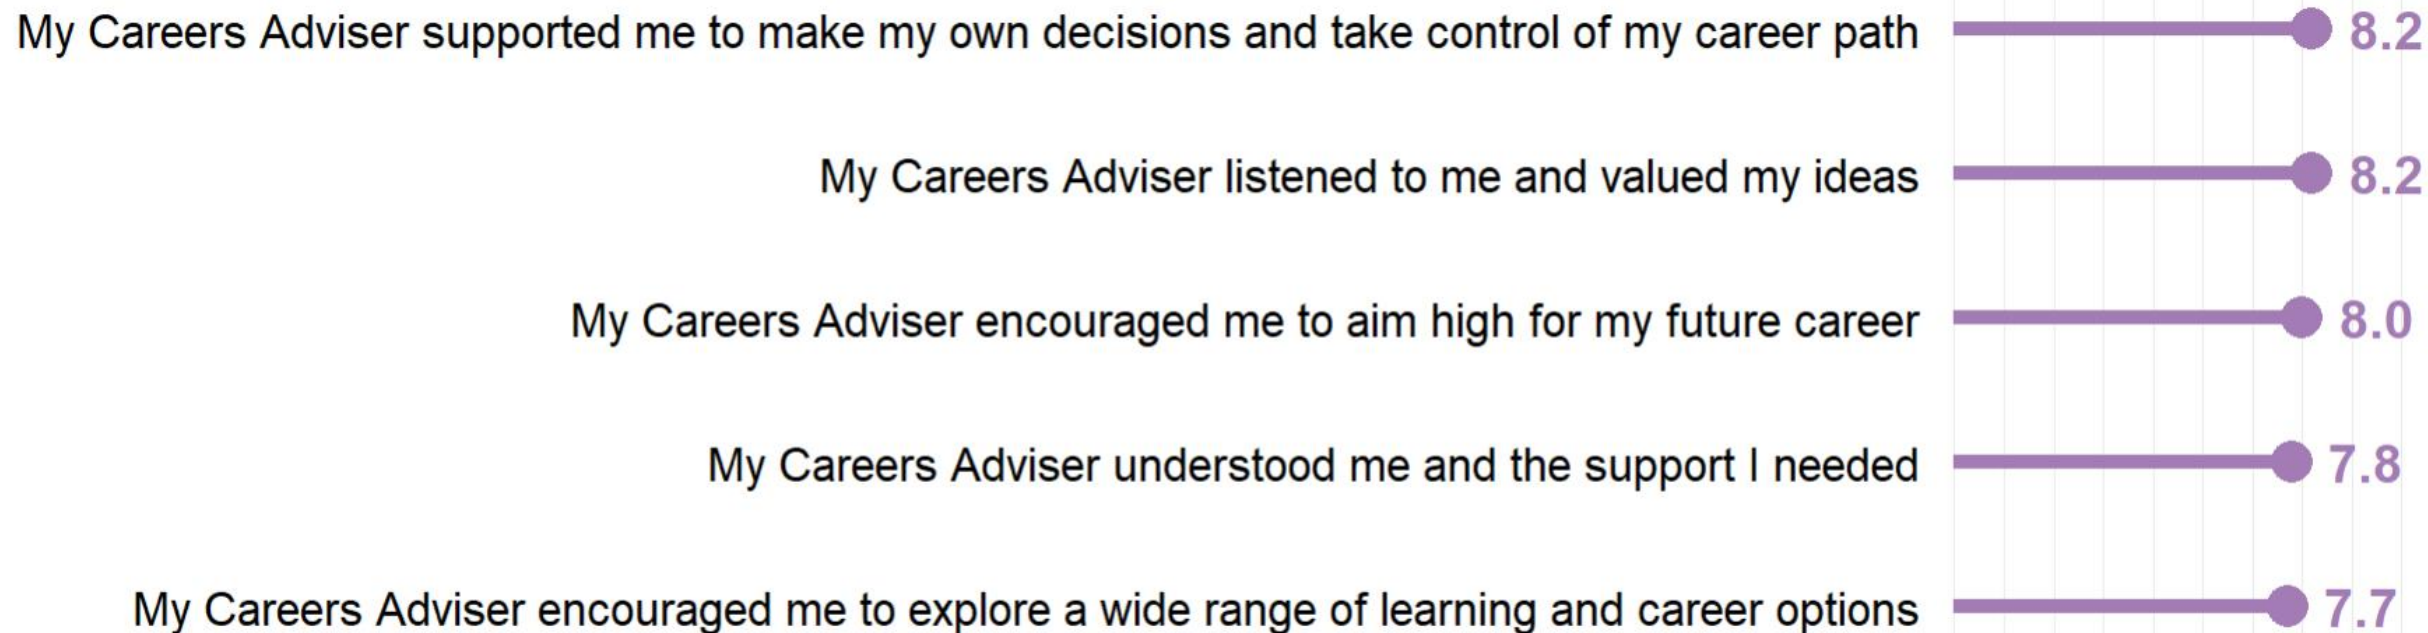 My Careers Adviser supported me to make my own decisions and take control of my career path 8.2
My Careers Adviser listened to me and valued my ideas 8.2
My Careers Adviser encouraged me to aim high for my future career 8.0
My Careers Adviser understood me and the support I needed 7.8
My Careers Adviser encouraged me to explore a wide range of learning and career options 7.7